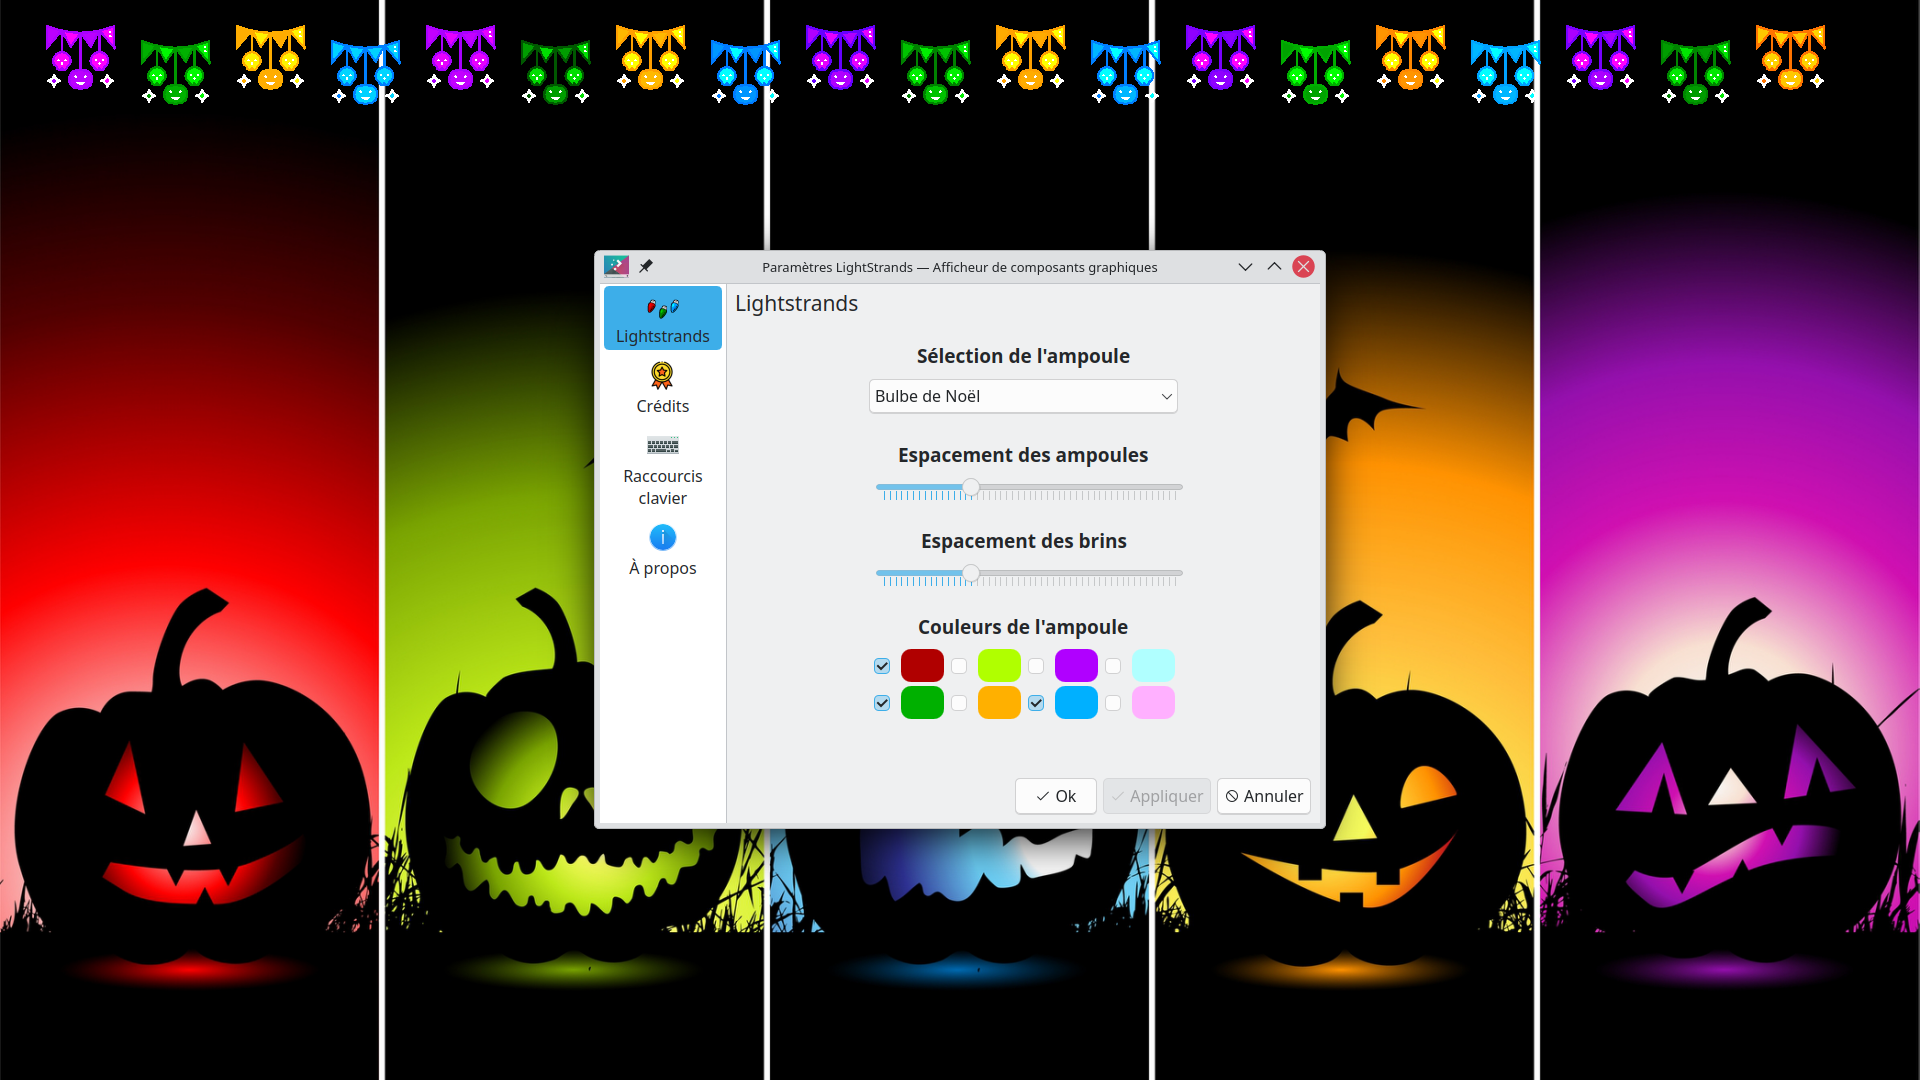 Paramètres LightStrands — Afficheur de composants graphiques
Lightstrands
Crédits
Raccourcis
clavier
À propos
Lightstrands
Sélection de l'ampoule
Bulbe de Noël
Espacement des ampoules
Espacement des brins
Couleurs de l'ampoule
Ok
Appliquer
Annuler